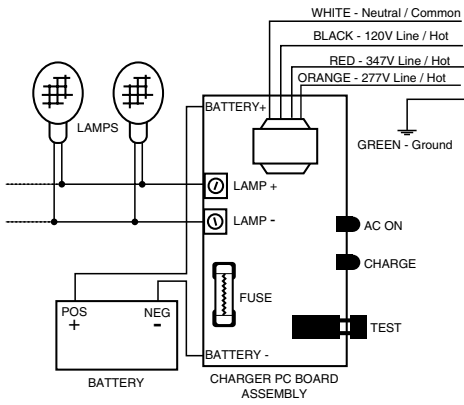 WHITE - Neutral / Common
BLACK - 120V Line / Hot
RED - 347V Line / Hot
ORANGE - 277V Line / Hot
GREEN - Ground
LAMPS
BATTERY+
LAMP +
LAMP -
AC ON
CHARGE
FUSE
TEST
POS
+
NEG
-
BATTERY -
BATTERY
CHARGER PC BOARD
ASSEMBLY